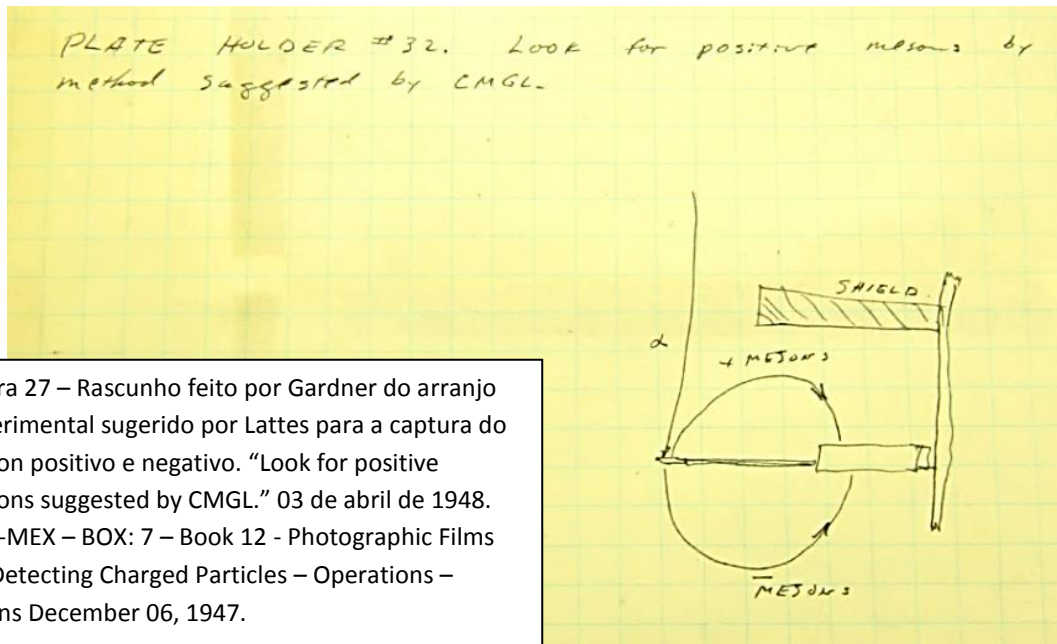 PLATE HOLDER #32. Look for positive mesons by
method suggested by CMGL.
SHIELD
α
+ MESONS
ra 27 – Rascunho feito por Gardner do arranjo
erimental sugerido por Lattes para a captura do
on positivo e negativo. “Look for positive
ons suggested by CMGL.” 03 de abril de 1948.
-MEX – BOX: 7 – Book 12 - Photographic Films
Detecting Charged Particles – Operations –
ns December 06, 1947.
– MESONS